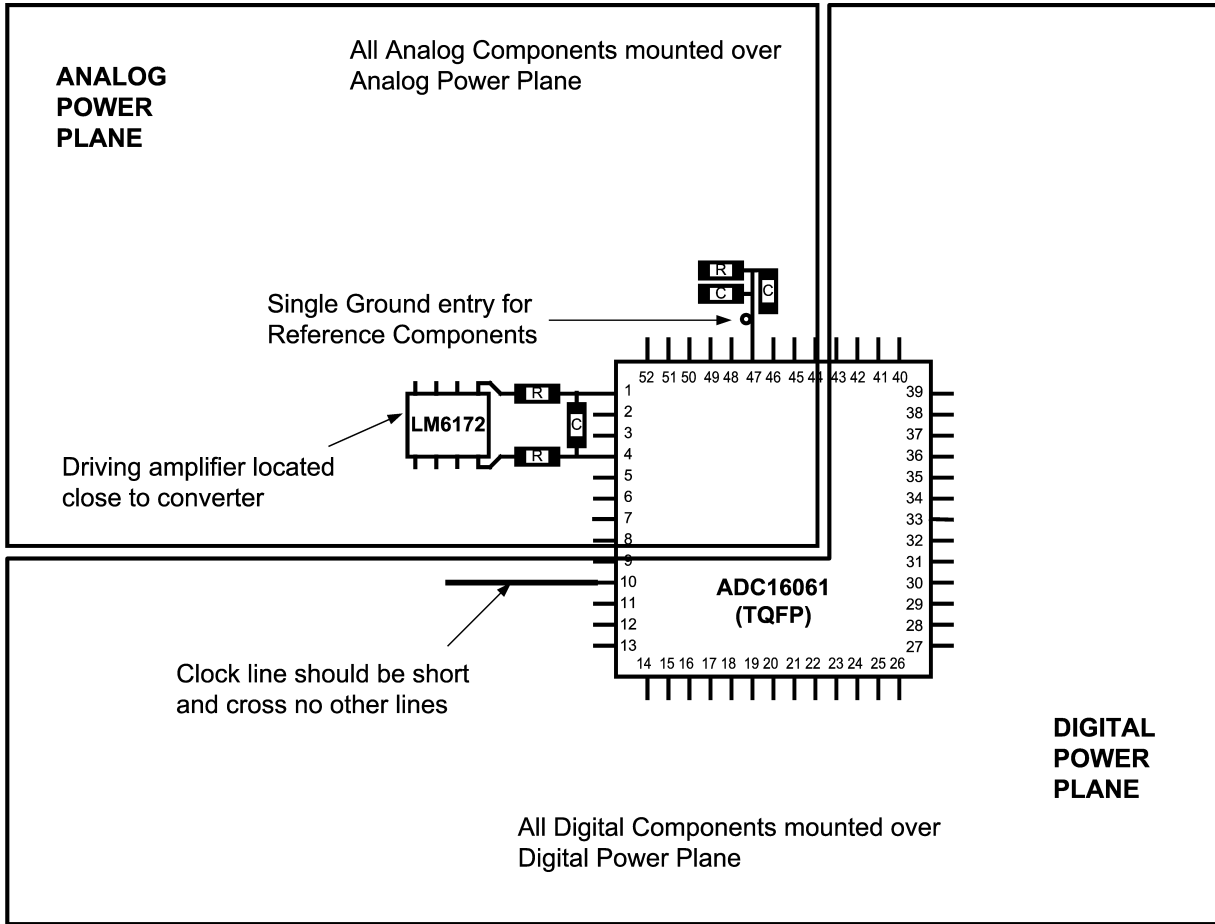 ANALOG
POWER
PLANE
All Analog Components mounted over
Analog Power Plane
R
C
C
Single Ground entry for
Reference Components
52 51 50 49 48 47 46 45 44 43 42 41 40
LM6172
R
C
R
Driving amplifier located
close to converter
1
2
3
4
5
6
7
8
9
10
11
12
13
39
38
37
36
35
34
33
32
31
30
29
28
27
ADC16061
(TQFP)
14 15 16 17 18 19 20 21 22 23 24 25 26
Clock line should be short
and cross no other lines
DIGITAL
POWER
PLANE
All Digital Components mounted over
Digital Power Plane